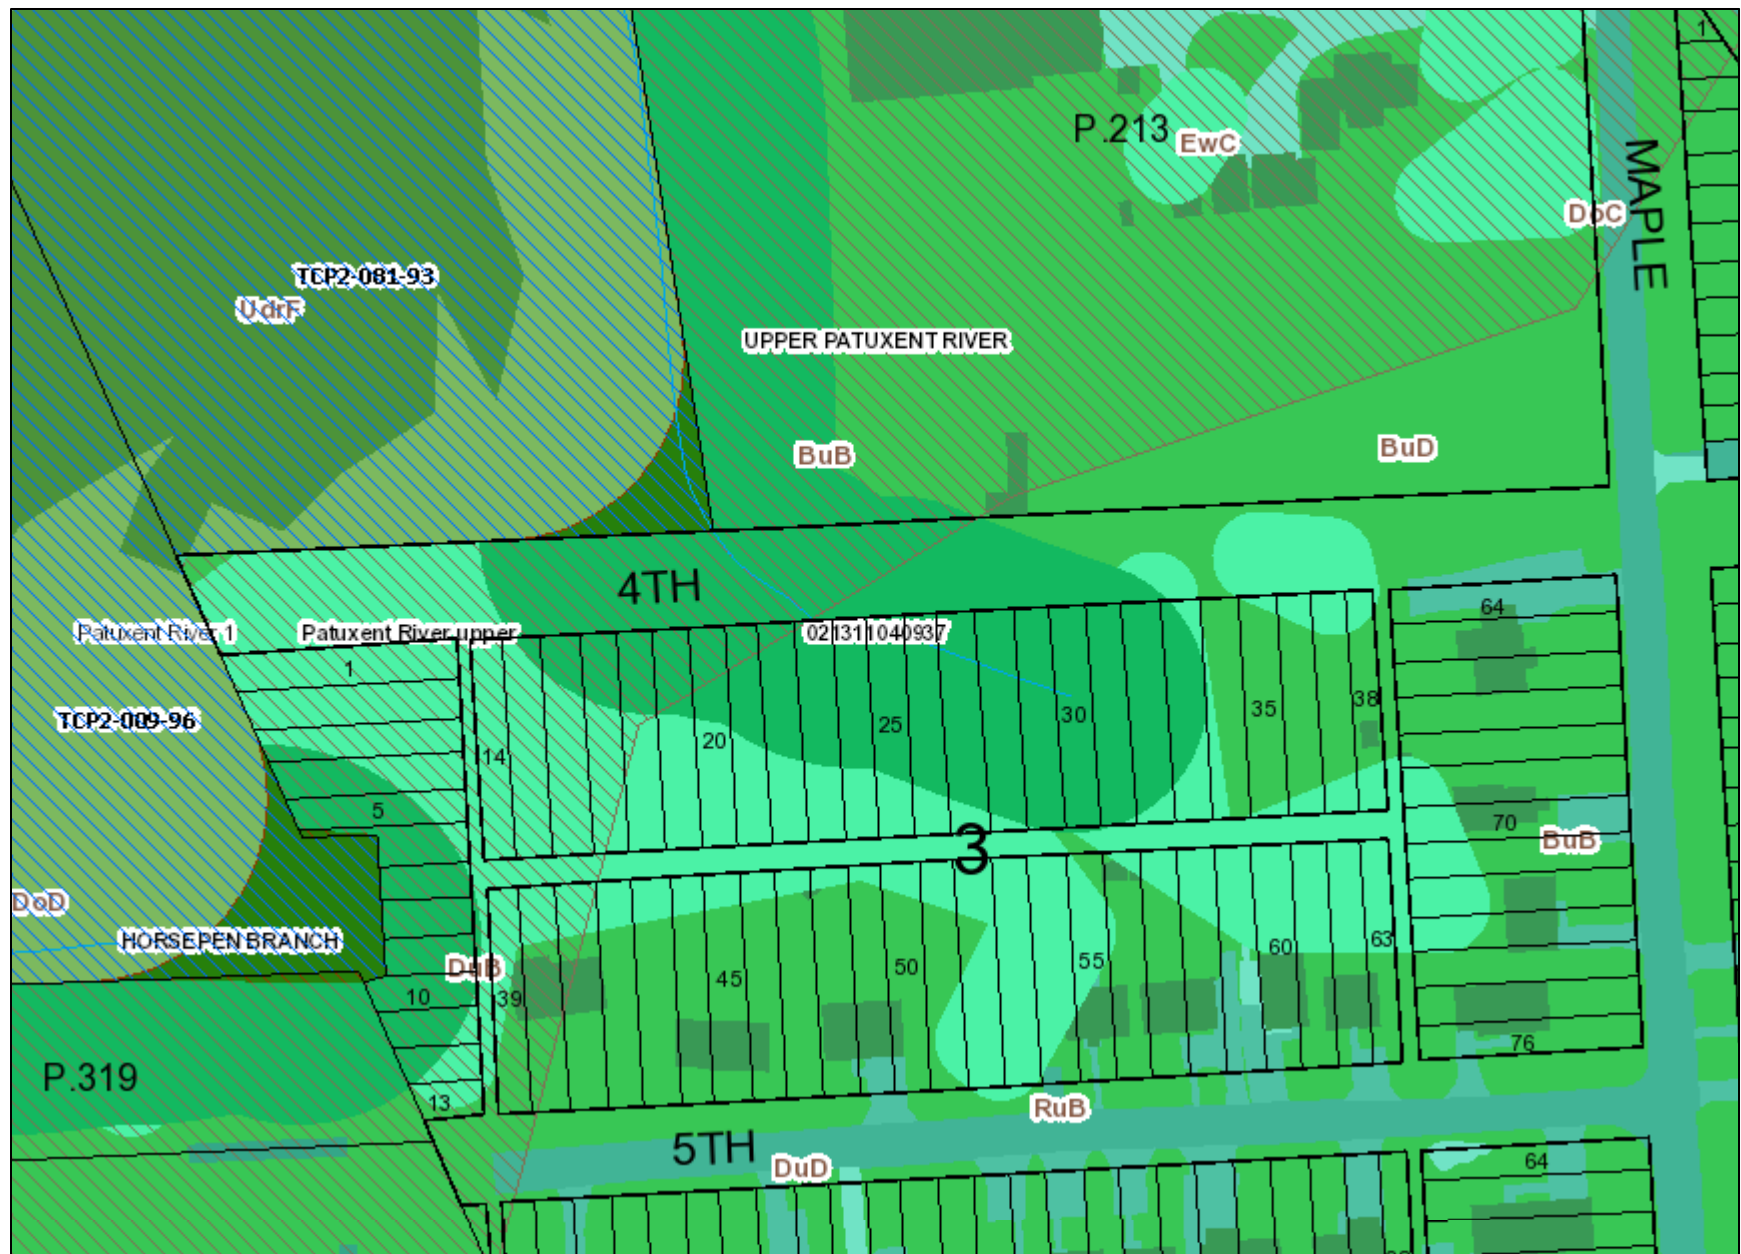 1
P.213
EwC
MAPLE
DoC
TCP2-081-93
UdrF
UPPER PATUXENT RIVER
BuB
BuD
4TH
64
Patuxent River 1
Patuxent River upper
021311040937
1
TCP2-009-96
14
20
25
30
35
38
5
3
70
BuB
DoD
HORSEPEN BRANCH
DuB
10
39
45
50
55
60
63
76
P.319
13
RuB
5TH
DuD
64